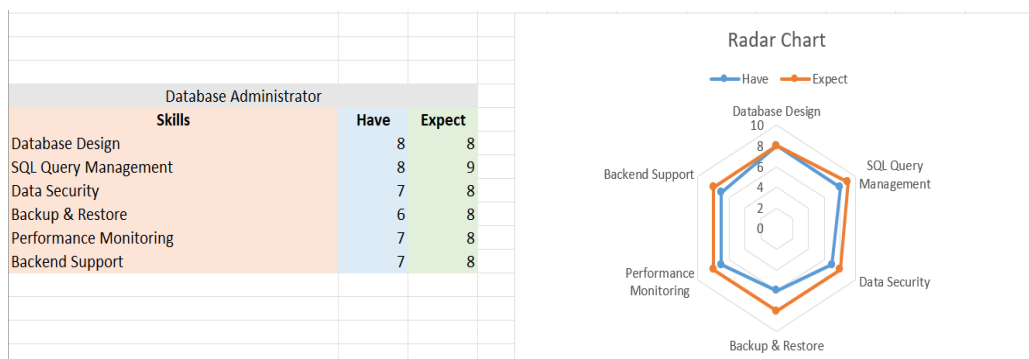 Database Administrator
Skills Have Expect
Database Design 8 8
SQL Query Management 8 9
Data Security 7 8
Backup & Restore 6 8
Performance Monitoring 7 8
Backend Support 7 8
Radar Chart
Have Expect
Database Design
10
8
6
4
2
0
SQL Query
Management
Data Security
Backup & Restore
Performance
Monitoring
Backend Support